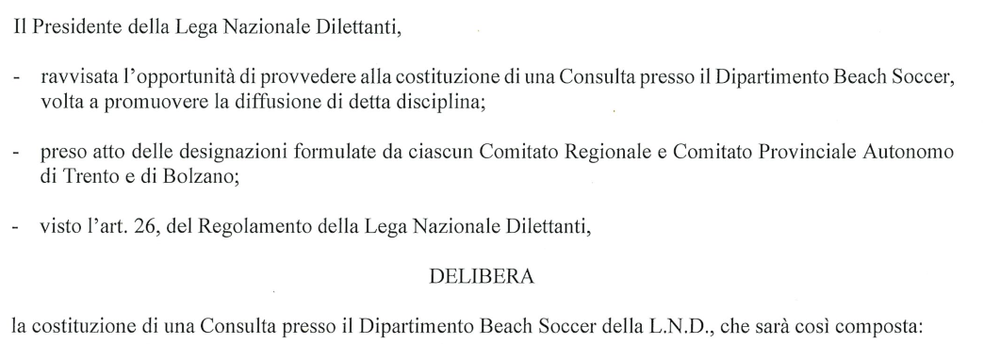 Il Presidente della Lega Nazionale Dilettanti,
- ravvisata l'opportunità di provvedere alla costituzione di una Consulta presso il Dipartimento Beach Soccer,
volta a promuovere la diffusione di detta disciplina;
- preso atto delle designazioni formulate da ciascun Comitato Regionale e Comitato Provinciale Autonomo
di Trento e di Bolzano;
- visto l'art. 26, del Regolamento della Lega Nazionale Dilettanti,
DELIBERA
la costituzione di una Consulta presso il Dipartimento Beach Soccer della L.N.D., che sarà così composta: